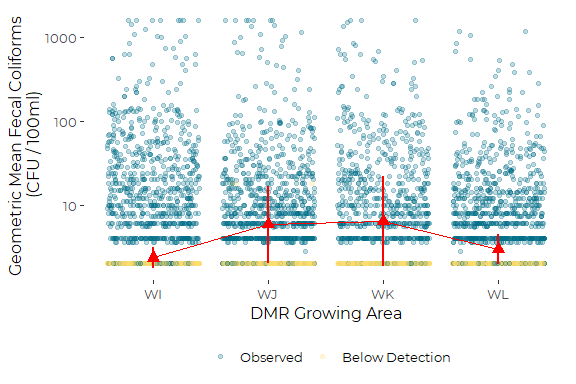 Geometric Mean Fecal Coliforms
(CFU /100ml)
1000
100
10
WI
WJ
WK
WL
DMR Growing Area
Observed
Below Detection